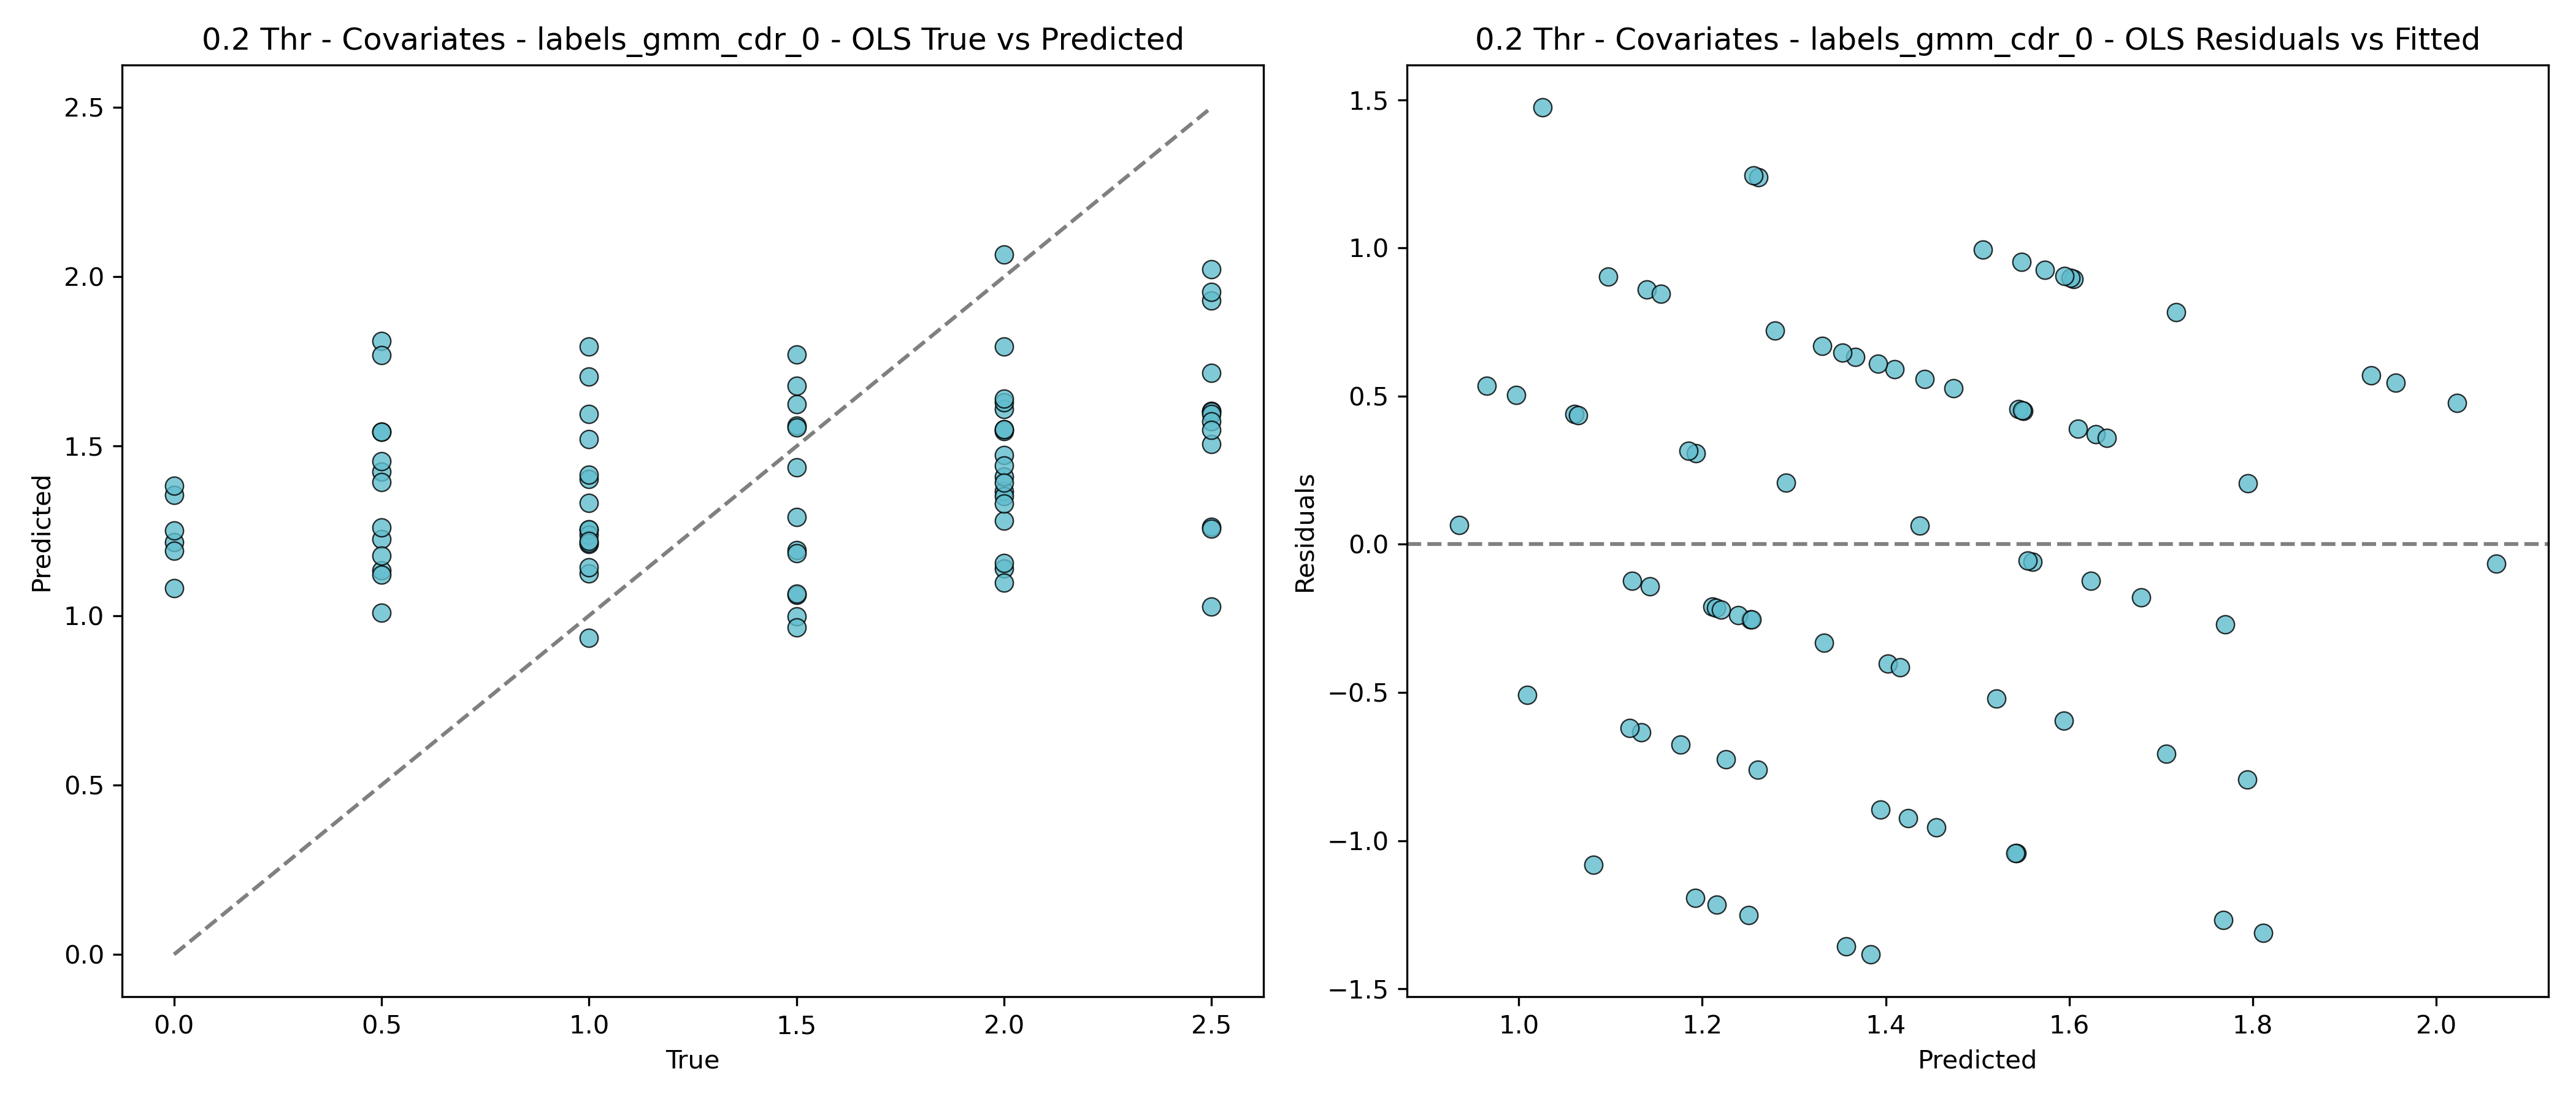 0.2 Thr - Covariates - labels_gmm_cdr_0 - OLS True vs Predicted
2.5
2.0
1.5
1.0
0.5
0.0
Predicted
0.0 0.5 1.0 1.5 2.0 2.5
True
0.2 Thr - Covariates - labels_gmm_cdr_0 - OLS Residuals vs Fitted
1.5
1.0
0.5
0.0
−0.5
−1.0
−1.5
Residuals
1.0 1.2 1.4 1.6 1.8 2.0
Predicted